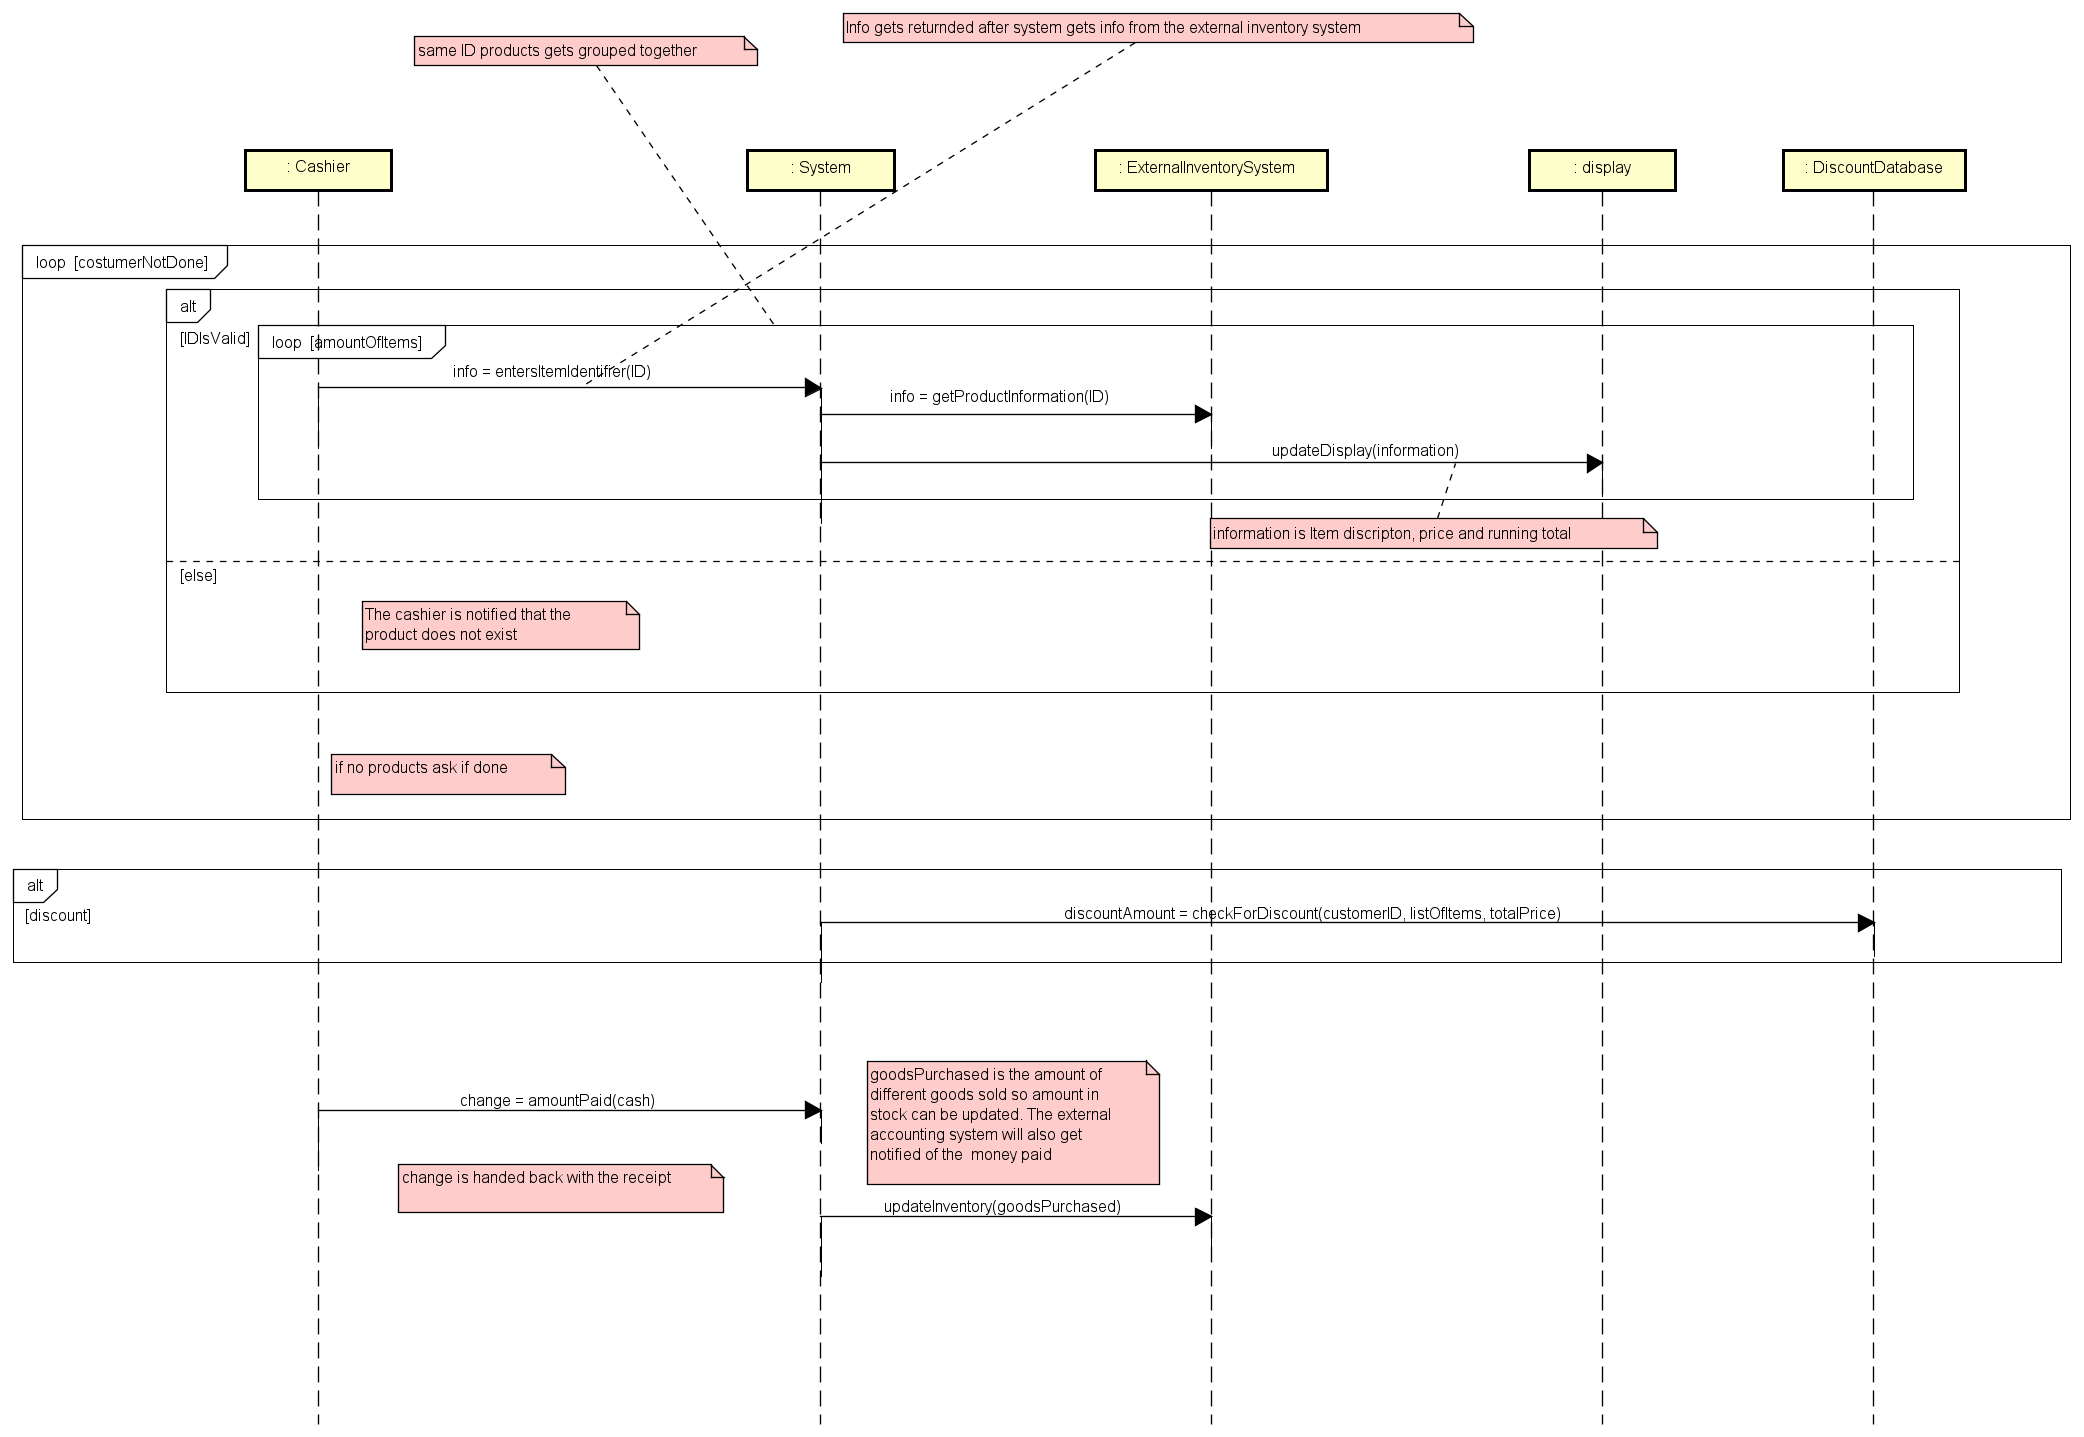 Info gets returnded after system gets info from the external inventory system
same ID products gets grouped together
: Cashier
: System
: ExternalInventorySystem
: display
: DiscountDatabase
loop [costumerNotDone]
alt
[IDIsValid]
loop [amountOfItems]
info = entersItemIdentifrer(ID)
info = getProductInformation(ID)
updateDisplay(information)
information is Item discripton, price and running total
[else]
The cashier is notified that the
product does not exist
if no products ask if done
alt
[discount]
discountAmount = checkForDiscount(customerID, listOfItems, totalPrice)
goodsPurchased is the amount of
different goods sold so amount in
stock can be updated. The external
accounting system will also get
notified of the  money paid
change = amountPaid(cash)
change is handed back with the receipt
updateInventory(goodsPurchased)